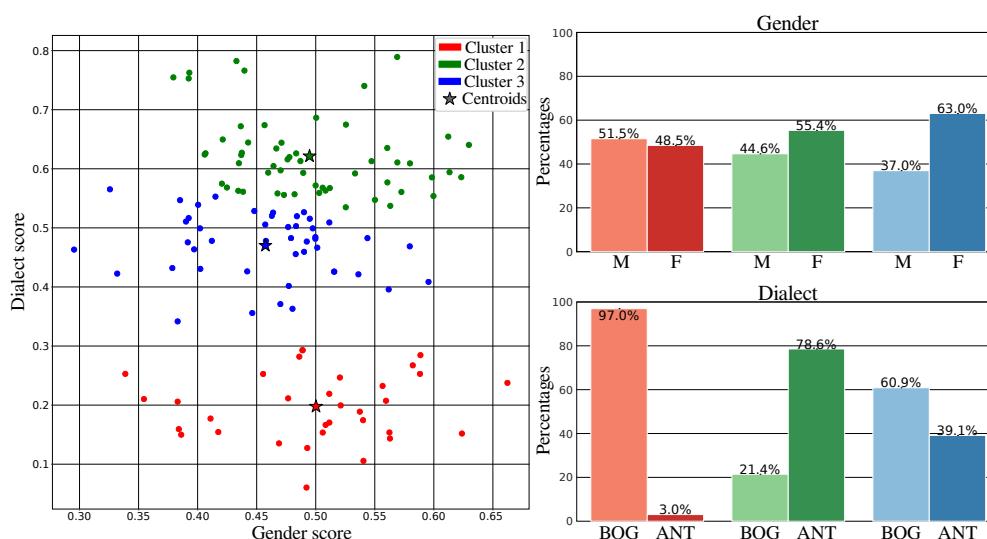 Cluster 1
Cluster 2
Cluster 3
Centroids
0.8
0.7
0.6
0.5
0.4
0.3
0.2
0.1
Dialect score
0.30 0.35 0.40 0.45 0.50 0.55 0.60 0.65
Gender score
Gender
Percentages
100
80
60
40
20
0
51.5% 48.5% 44.6% 55.4% 37.0% 63.0%
M F M F M F
Dialect
Percentages
100
80
60
40
20
0
97.0% 3.0% 21.4% 78.6% 60.9% 39.1%
BOG ANT BOG ANT BOG ANT